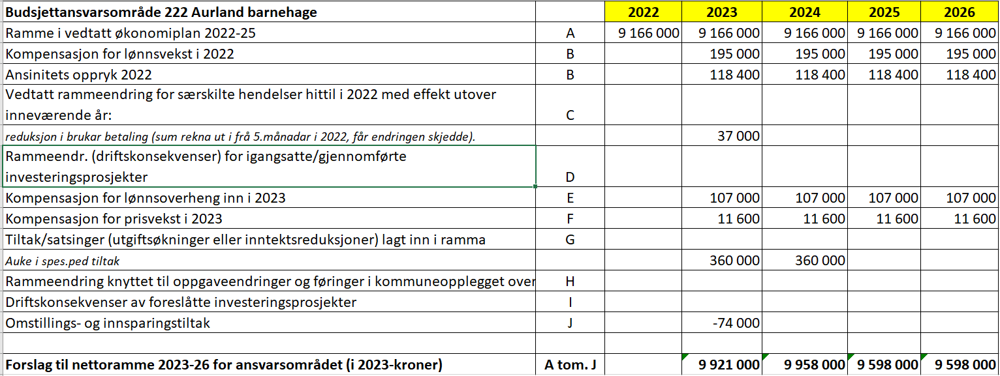 Budsjettansvarsområde 222 Aurland barnehage 2022 2023 2024 2025 2026
Ramme i vedtatt økonomiplan 2022-25 A 9 166 000 9 166 000 9 166 000 9 166 000 9 166 000
Kompensasjon for lønnsvekst i 2022 B 195 000 195 000 195 000 195 000
Ansinitets oppryk 2022 B 118 400 118 400 118 400 118 400
Vedtatt rammeendring for særskilte hendelser hittil i 2022 med effekt utover
inneværende år: C
reduksjon i brukar betaling (sum rekna ut i frå 5.månadar i 2022, får endringen skjedde). 37 000
Rammeendr. (driftskonsekvenser) for igangsatte/gjennomførte
investeringsprosjekter D
Kompensasjon for lønnsoverheng inn i 2023 E 107 000 107 000 107 000 107 000
Kompensasjon for prisvekst i 2023 F 11 600 11 600 11 600 11 600
Tiltak/satsinger (utgiftsøkninger eller inntektsreduksjoner) lagt inn i ramma G
Auke i spes.ped tiltak 360 000 360 000
Rammeendring knyttet til oppgaveendringer og føringer i kommuneopplegget over H
Driftskonsekvenser av foreslåtte investeringsprosjekter I
Omstillings- og innsparingstiltak J -74 000
Forslag til nettoramme 2023-26 for ansvarsområdet (i 2023-kroner) A tom. J 9 921 000 9 958 000 9 598 000 9 598 000